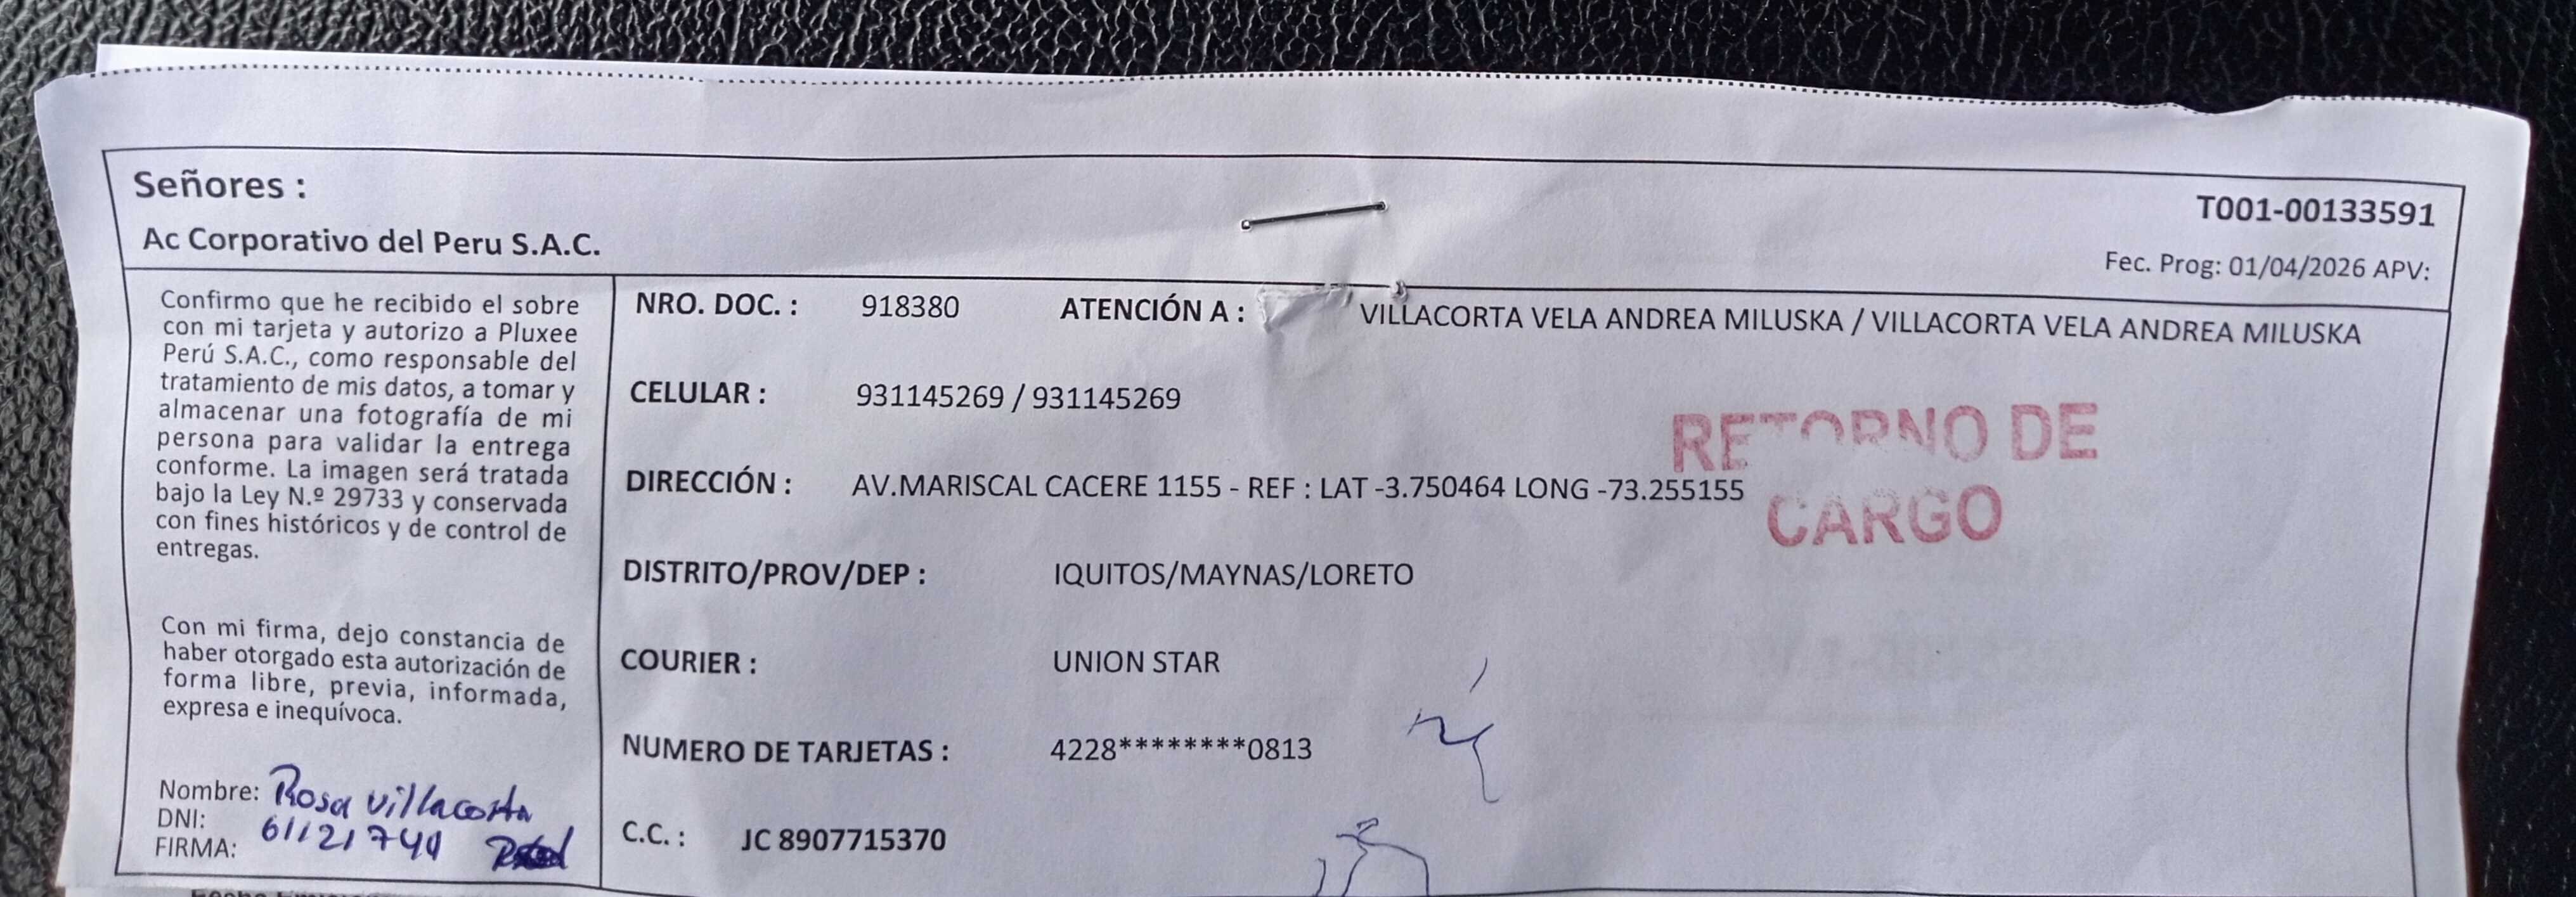 Señores :
Ac Corporativo del Peru S.A.C.
T001-00133591
Fec. Prog: 01/04/2026 APV:
Confirmo que he recibido el sobre
con mi tarjeta y autorizo a Pluxee
Perú S.A.C., como responsable del
tratamiento de mis datos, a tomar y
almacenar una fotografía de mi
persona para validar la entrega
conforme. La imagen será tratada
bajo la Ley N.º 29733 y conservada
con fines históricos y de control de
entregas.
Con mi firma, dejo constancia de
haber otorgado esta autorización de
forma libre, previa, informada,
expresa e inequívoca.
Nombre: Rosa Villacorta
DNI: 61121749
FIRMA:
NRO. DOC. : 918380 ATENCIÓN A : VILLACORTA VELA ANDREA MILUSKA / VILLACORTA VELA ANDREA MILUSKA
CELULAR : 931145269 / 931145269
DIRECCIÓN : AV.MARISCAL CACERE 1155 - REF : LAT -3.750464 LONG -73.255155
RETORNO DE
CARGO
DISTRITO/PROV/DEP : IQUITOS/MAYNAS/LORETO
COURIER : UNION STAR
NUMERO DE TARJETAS : 4228********0813
C.C. : JC 8907715370